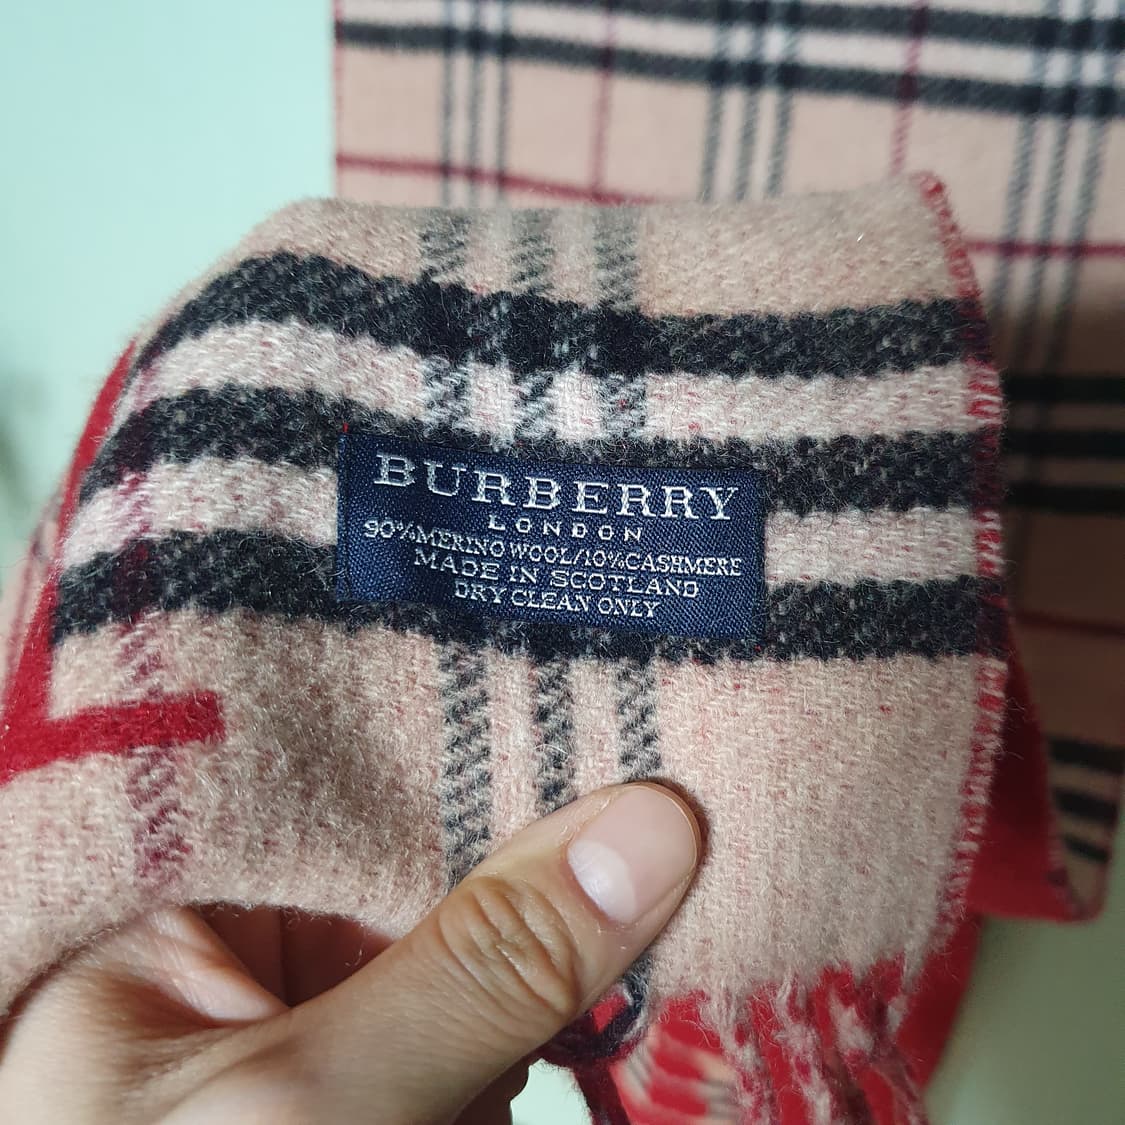 BURBERRY
LONDON
90%MERINO WOOL/10%CASHMERE
MADE IN SCOTLAND
DRY CLEAN ONLY